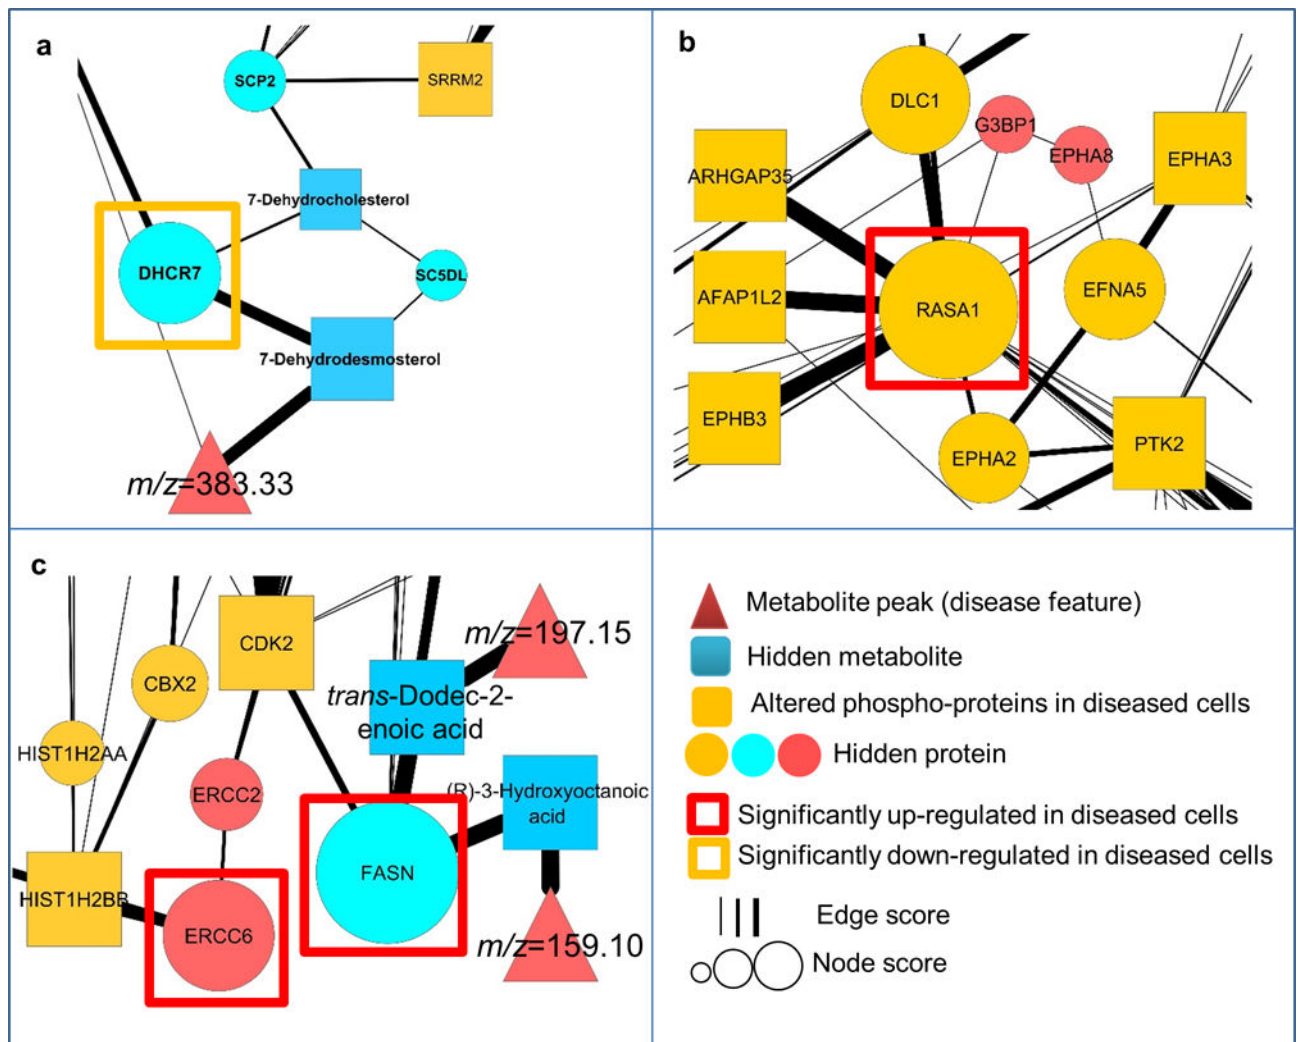 a
SCP2
SRRM2
7-Dehydrocholesterol
DHCR7
SC5DL
7-Dehydrodesmosterol
m/z=383.33
b
DLC1
G3BP1
EPHA8
EPHA3
ARHGAP35
AFAP1L2
RASA1
EFNA5
EPHB3
EPHA2
PTK2
c
CDK2
m/z=197.15
CBX2
trans-Dodec-2-
enoic acid
HIST1H2AA
ERCC2
(R)-3-Hydroxyoctanoic
acid
FASN
HIST1H2BB
ERCC6
m/z=159.10
Metabolite peak (disease feature)
Hidden metabolite
Altered phospho-proteins in diseased cells
Hidden protein
Significantly up-regulated in diseased cells
Significantly down-regulated in diseased cells
Edge score
Node score